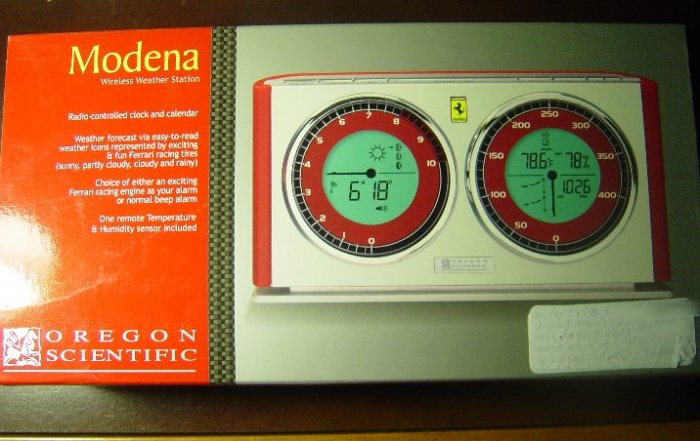 Modena
Wireless Weather Station
Radio-controlled clock and calendar
Weather forecast via easy-to-read
weather icons represented by exciting
& fun Ferrari racing tires
(sunny, partly cloudy, cloudy and rainy)
Choice of either an exciting
Ferrari racing engine as your alarm
or normal beep alarm
One remote Temperature
& Humidity sensor included
OREGON
SCIENTIFIC
0
.1
.2
3
4
5
6
7
8
9
10
6 18
0
50
100
150
200
250
300
350
400
78.6°F 78%
1026
OREGON
SCIENTIFIC